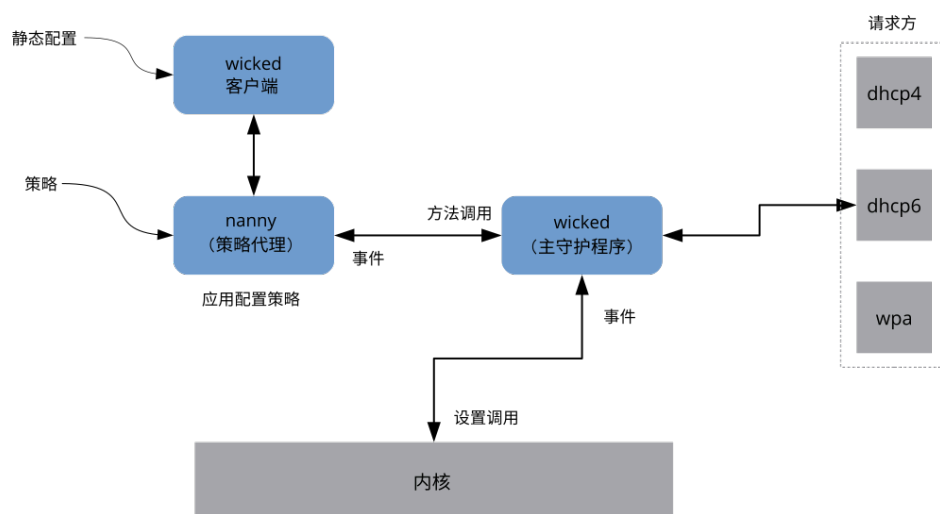 请求方
静态配置
wicked
客户端
dhcp4
策略
nanny
（策略代理）
方法调用
事件
wicked
（主守护程序）
dhcp6
应用配置策略
事件
wpa
设置调用
内核